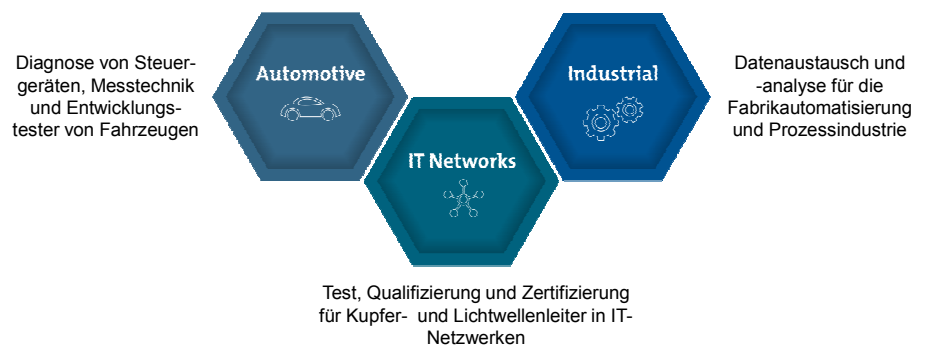 Diagnose von Steuer-
geräten, Messtechnik
und Entwicklungs-
tester von Fahrzeugen
Automotive
IT Networks
Industrial
Datenaustausch und
-analyse für die
Fabrikautomatisierung
und Prozessindustrie
Test, Qualifizierung und Zertifizierung
für Kupfer- und Lichtwellenleiter in IT-
Netzwerken